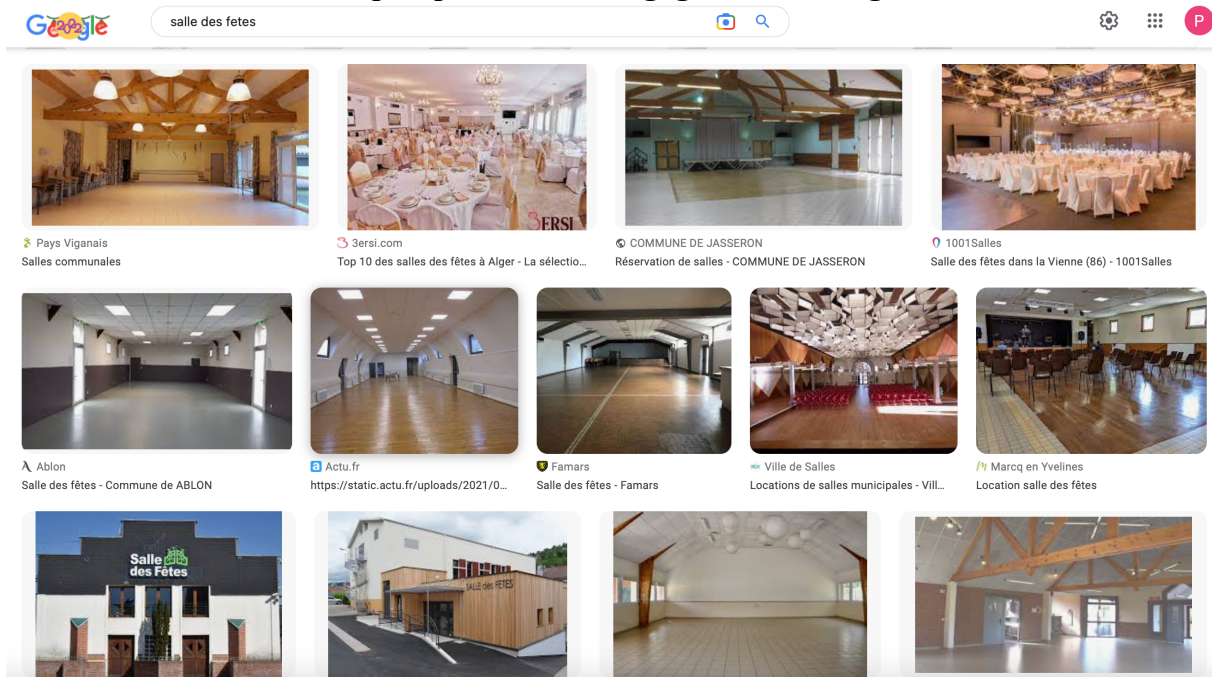 Google
2022
salle des fetes
P
3ERSI
1001salles
Pays Viganais
Salles communales
3ersi.com
Top 10 des salles des fêtes à Alger - La sélectio...
COMMUNE DE JASSERON
Réservation de salles - COMMUNE DE JASSERON
1001Salles
Salle des fêtes dans la Vienne (86) - 1001Salles
Ablon
Salle des fêtes - Commune de ABLON
a Actu.fr
https://static.actu.fr/uploads/2021/0...
Famars
Salle des fêtes - Famars
Ville de Salles
Locations de salles municipales - Vill...
Marcq en Yvelines
Location salle des fêtes
Salle
des Fêtes
SALLE des FETES